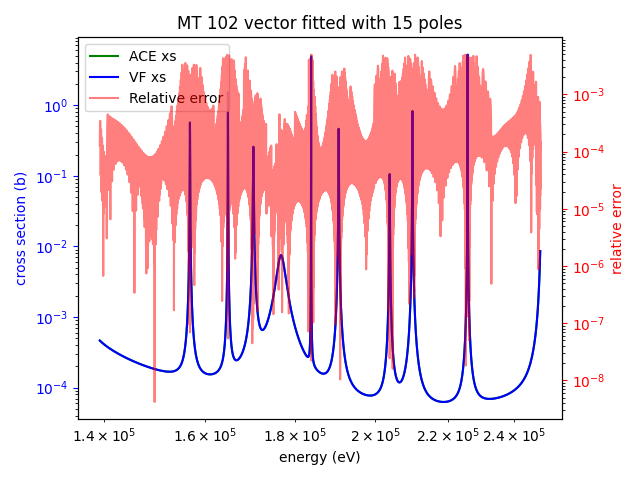 MT 102 vector fitted with 15 poles
ACE xs
VF xs
Relative error
cross section (b)
10⁰
10⁻¹
10⁻²
10⁻³
10⁻⁴
10⁻³
10⁻⁴
10⁻⁵
10⁻⁶
10⁻⁷
10⁻⁸
relative error
1.4 × 10⁵ 1.6 × 10⁵ 1.8 × 10⁵ 2 × 10⁵ 2.2 × 10⁵ 2.4 × 10⁵
energy (eV)